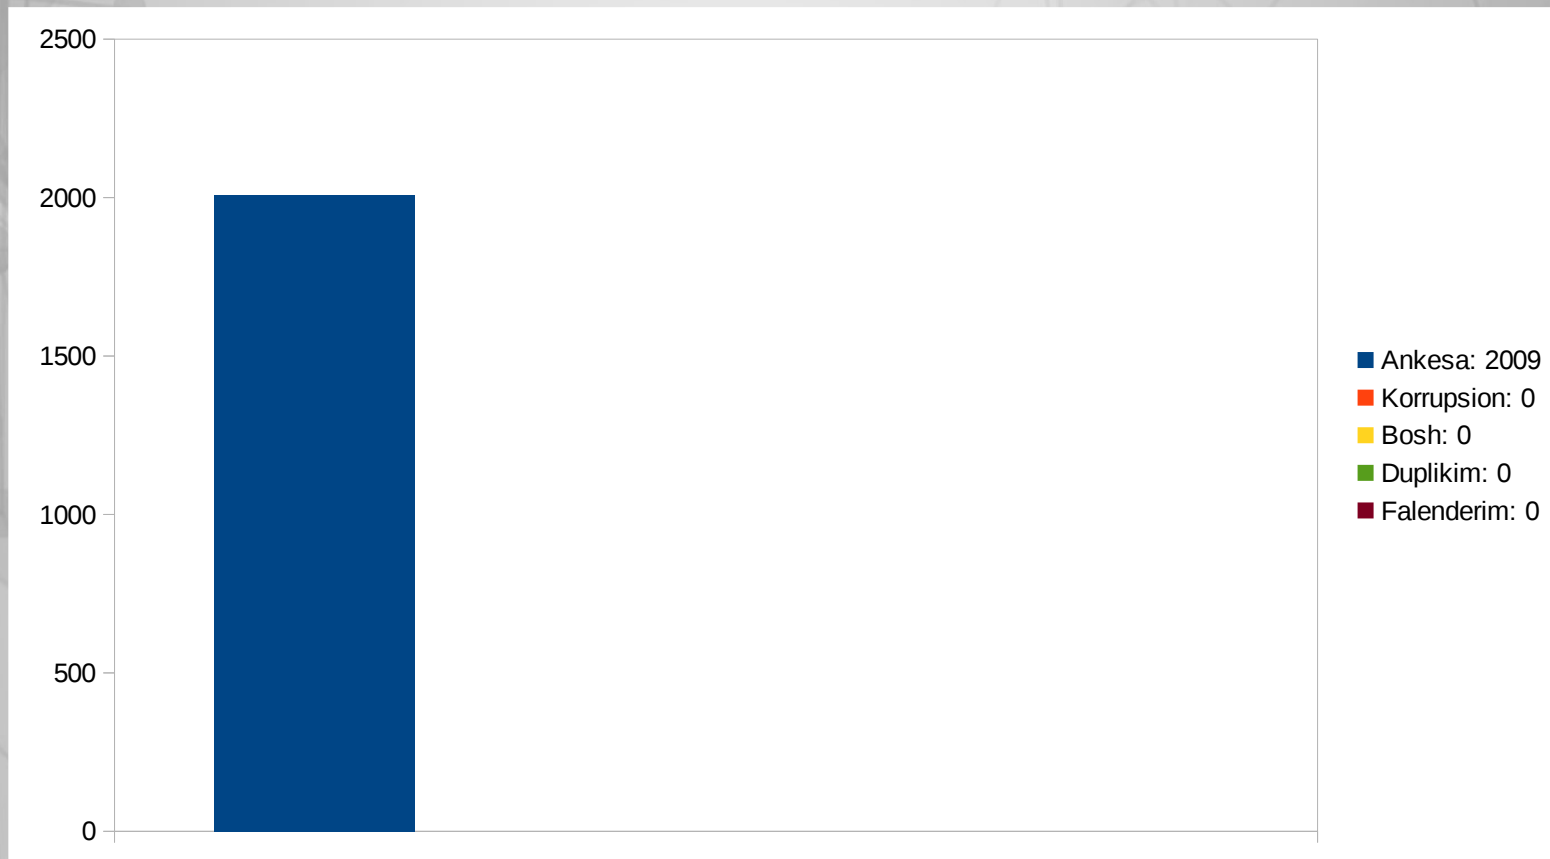 2500
2000
1500
1000
500
0
Ankesa: 2009
Korrupsion: 0
Bosh: 0
Duplikim: 0
Falenderim: 0